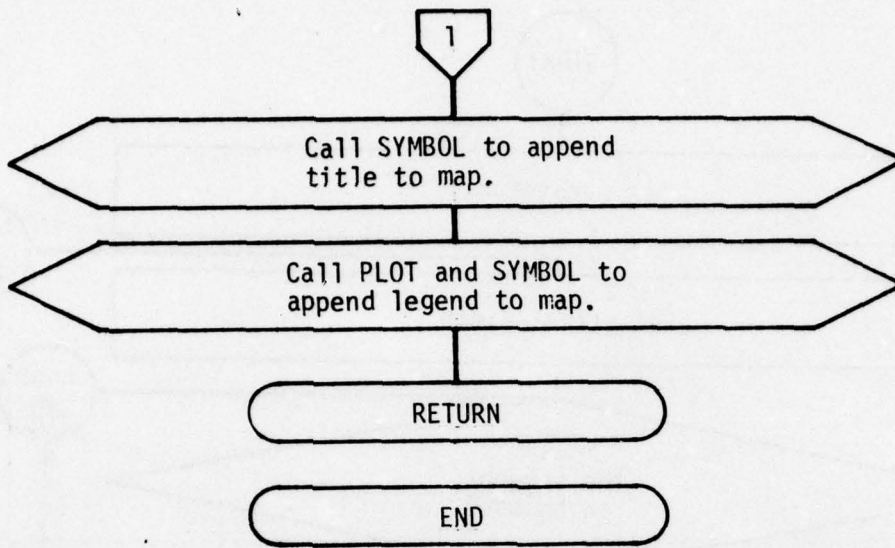 1
Call SYMBOL to append
title to map.
Call PLOT and SYMBOL to
append legend to map.
RETURN
END